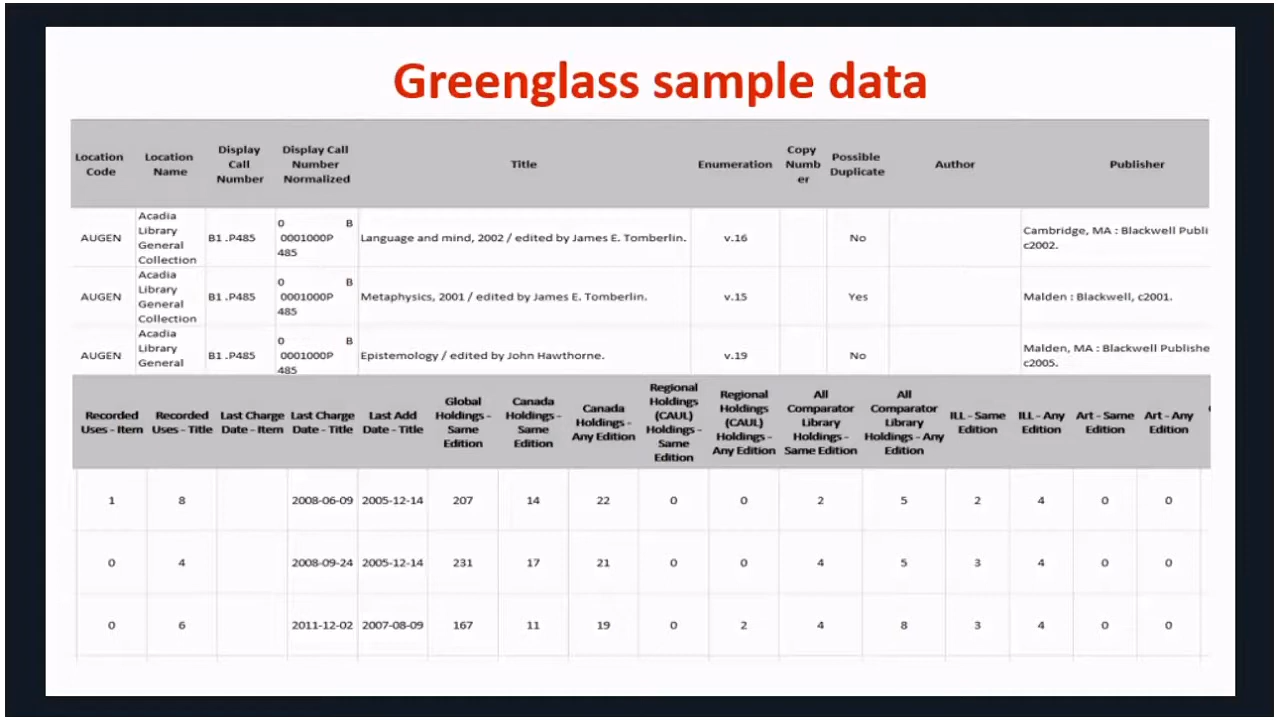 Greenglass sample data
Location Code | Location Name | Display Call Number | Display Call Number Normalized | Title | Enumeration | Copy Numb er | Possible Duplicate | Author | Publisher
AUGEN | Acadia Library General Collection | B1 .P485 | 0 B 0001000P 485 | Language and mind, 2002 / edited by James E. Tomberlin. | v.16 | | No | | Cambridge, MA : Blackwell Publi c2002.
AUGEN | Acadia Library General Collection | B1 .P485 | 0 B 0001000P 485 | Metaphysics, 2001 / edited by James E. Tomberlin. | v.15 | | Yes | | Malden : Blackwell, c2001.
AUGEN | Acadia Library General | B1 .P485 | 0 B 0001000P 485 | Epistemology / edited by John Hawthorne. | v.19 | | No | | Malden, MA : Blackwell Publishe c2005.
Recorded Uses - Item | Recorded Uses - Title | Last Charge Date - Item | Last Charge Date - Title | Last Add Date - Title | Global Holdings - Same Edition | Canada Holdings - Same Edition | Canada Holdings - Any Edition | Regional Holdings (CAUL) Holdings - Same Edition | Regional Holdings (CAUL) Holdings - Any Edition | All Comparator Library Holdings - Same Edition | All Comparator Library Holdings - Any Edition | ILL - Same Edition | ILL - Any Edition | Art - Same Edition | Art - Any Edition
1 | 8 | | 2008-06-09 | 2005-12-14 | 207 | 14 | 22 | 0 | 0 | 2 | 5 | 2 | 4 | 0 | 0
0 | 4 | | 2008-09-24 | 2005-12-14 | 231 | 17 | 21 | 0 | 0 | 4 | 5 | 3 | 4 | 0 | 0
0 | 6 | | 2011-12-02 | 2007-08-09 | 167 | 11 | 19 | 0 | 2 | 4 | 8 | 3 | 4 | 0 | 0